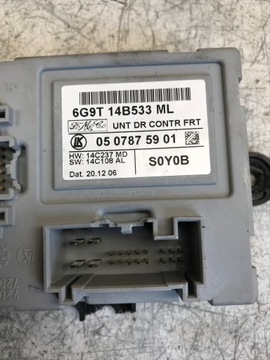 6G9T 14B533 ML
UNT DR CONTR FRT
05 0787 59 01
HW: 14C237 MD
SW: 14C108 AL
S0Y0B
Dat. 20.12.06